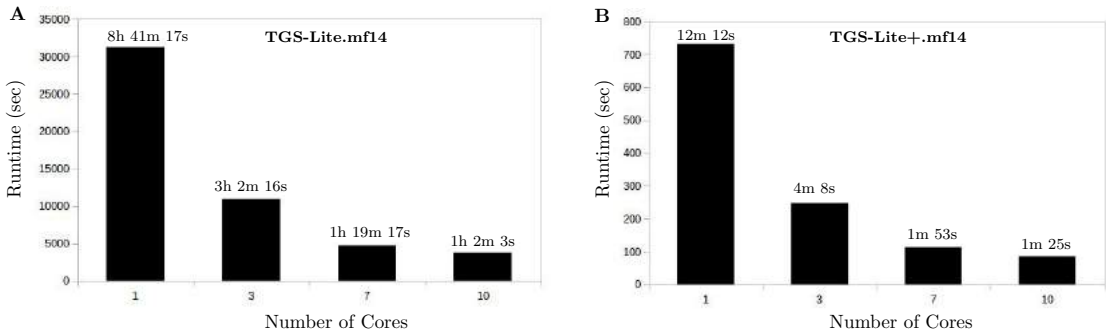 A
TGS-Lite.mf14
Runtime (sec)
35000
30000
25000
20000
15000
10000
5000
0
8h 41m 17s
3h 2m 16s
1h 19m 17s
1h 2m 3s
1 3 7 10
Number of Cores
B
TGS-Lite+.mf14
Runtime (sec)
800
700
600
500
400
300
200
100
0
12m 12s
4m 8s
1m 53s
1m 25s
1 3 7 10
Number of Cores